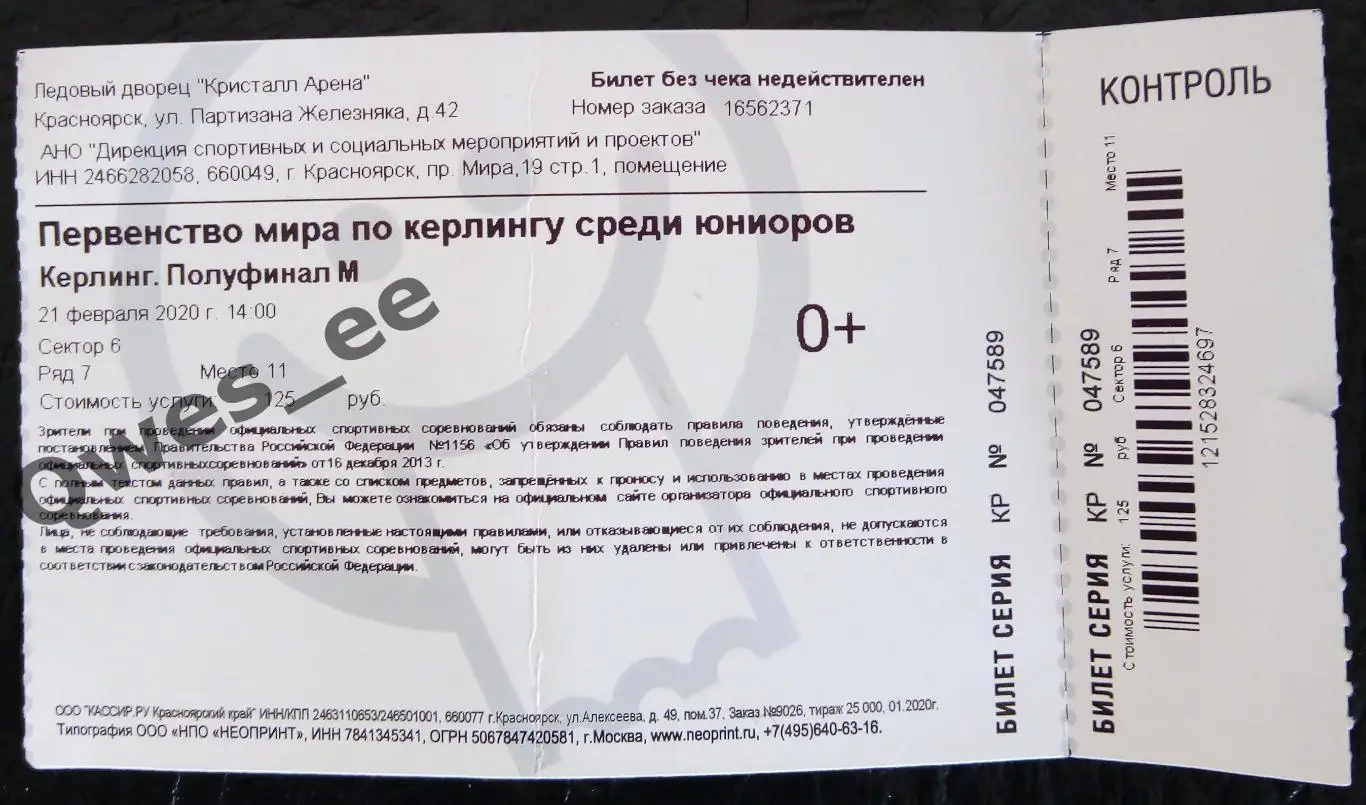 Ледовый дворец "Кристалл Арена"
Красноярск, ул. Партизана Железняка, д.42
Билет без чека недействителен
Номер заказа 16562371
АНО "Дирекция спортивных и социальных мероприятий и проектов"
ИНН 2466282058, 660049, г. Красноярск, пр. Мира,19 стр.1, помещение
Первенство мира по керлингу среди юниоров
Керлинг. Полуфинал М
21 февраля 2020 г. 14:00
0+
Сектор 6
Ряд 7 Место 11
Стоимость услуги: 125 руб.
Зрители при проведении официальных спортивных соревнований обязаны соблюдать правила поведения, утверждённые
постановлением Правительства Российской Федерации №1156 «Об утверждении Правил поведения зрителей при проведении
официальных спортивныхсоревнований» от 16 декабря 2013 г.
С полным текстом данных правил, а также со списком предметов, запрещённых к проносу и использованию в местах проведения
официальных спортивных соревнований, Вы можете ознакомиться на официальном сайте организатора официального спортивного
соревнования.
Лица, не соблюдающие требования, установленные настоящими правилами, или отказывающиеся от их соблюдения, не допускаются
в места проведения официальных спортивных соревнований, могут быть из них удалены или привлечены к ответственности в
соответствии с законодательством Российской Федерации.
ООО "КАССИР.РУ Красноярский край" ИНН/КПП 2463110653/246501001, 660077 г.Красноярск, ул.Алексеева, д. 49, пом.37, Заказ №9026, тираж 25 000, 01.2020г.
Типография ООО «НПО «НЕОПРИНТ», ИНН 7841345341, ОГРН 5067847420581, г.Москва, www.neoprint.ru, +7(495)640-63-16.
БИЛЕТ СЕРИЯ КР № 047589
КОНТРОЛЬ
БИЛЕТ СЕРИЯ КР № 047589
Стоимость услуги: 125 руб Сектор 6 Ряд 7 Место 11
121528324697
Qwes_ee